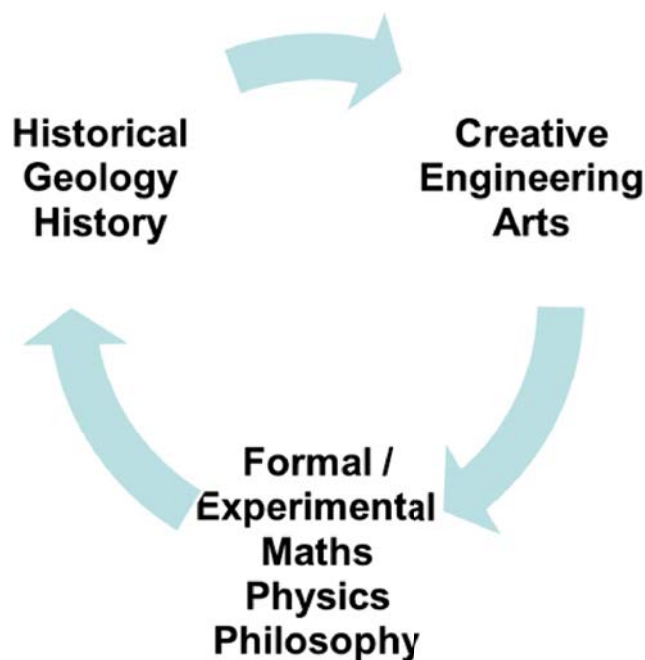 Historical
Geology
History
Creative
Engineering
Arts
Formal /
Experimental
Maths
Physics
Philosophy